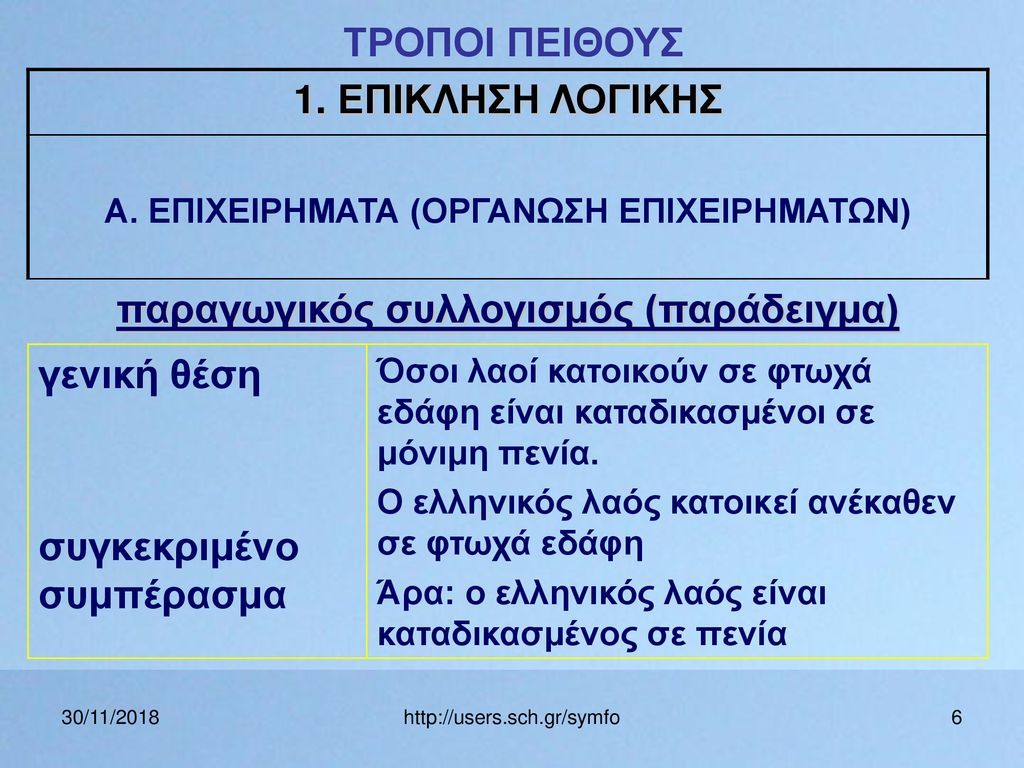 ΤΡΟΠΟΙ ΠΕΙΘΟΥΣ
1. ΕΠΙΚΛΗΣΗ ΛΟΓΙΚΗΣ
Α. ΕΠΙΧΕΙΡΗΜΑΤΑ (ΟΡΓΑΝΩΣΗ ΕΠΙΧΕΙΡΗΜΑΤΩΝ)
παραγωγικός συλλογισμός (παράδειγμα)
γενική θέση
συγκεκριμένο
συμπέρασμα
Όσοι λαοί κατοικούν σε φτωχά
εδάφη είναι καταδικασμένοι σε
μόνιμη πενία.
Ο ελληνικός λαός κατοικεί ανέκαθεν
σε φτωχά εδάφη
Άρα: ο ελληνικός λαός είναι
καταδικασμένος σε πενία
30/11/2018
http://users.sch.gr/symfo
6